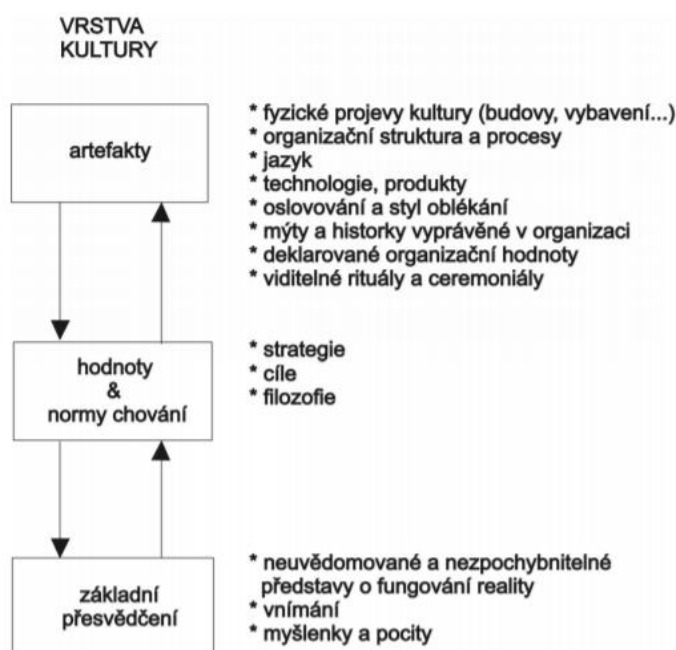 VRSTVA
KULTURY
artefakty
* fyzické projevy kultury (budovy, vybavení...)
* organizační struktura a procesy
* jazyk
* technologie, produkty
* oslovování a styl oblékání
* mýty a historky vyprávěné v organizaci
* deklarované organizační hodnoty
* viditelné rituály a ceremoniály
hodnoty
&
normy chování
* strategie
* cíle
* filozofie
základní
přesvědčení
* neuvědomované a nezpochybnitelné
představy o fungování reality
* vnímání
* myšlenky a pocity